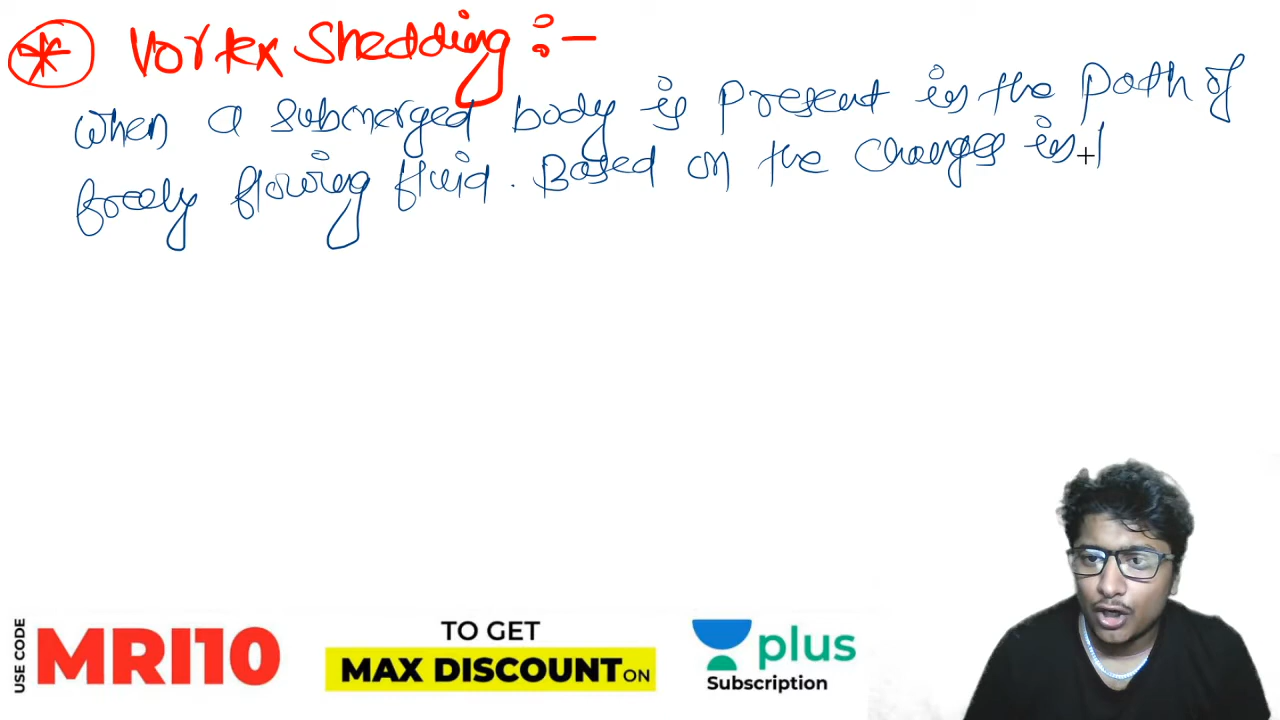 * Vortex Shedding :-
When a submerged body is present in the path of
freely flowing fluid. Based on the changes in
USE CODE
MRI10
TO GET
MAX DISCOUNT ON
plus
Subscription